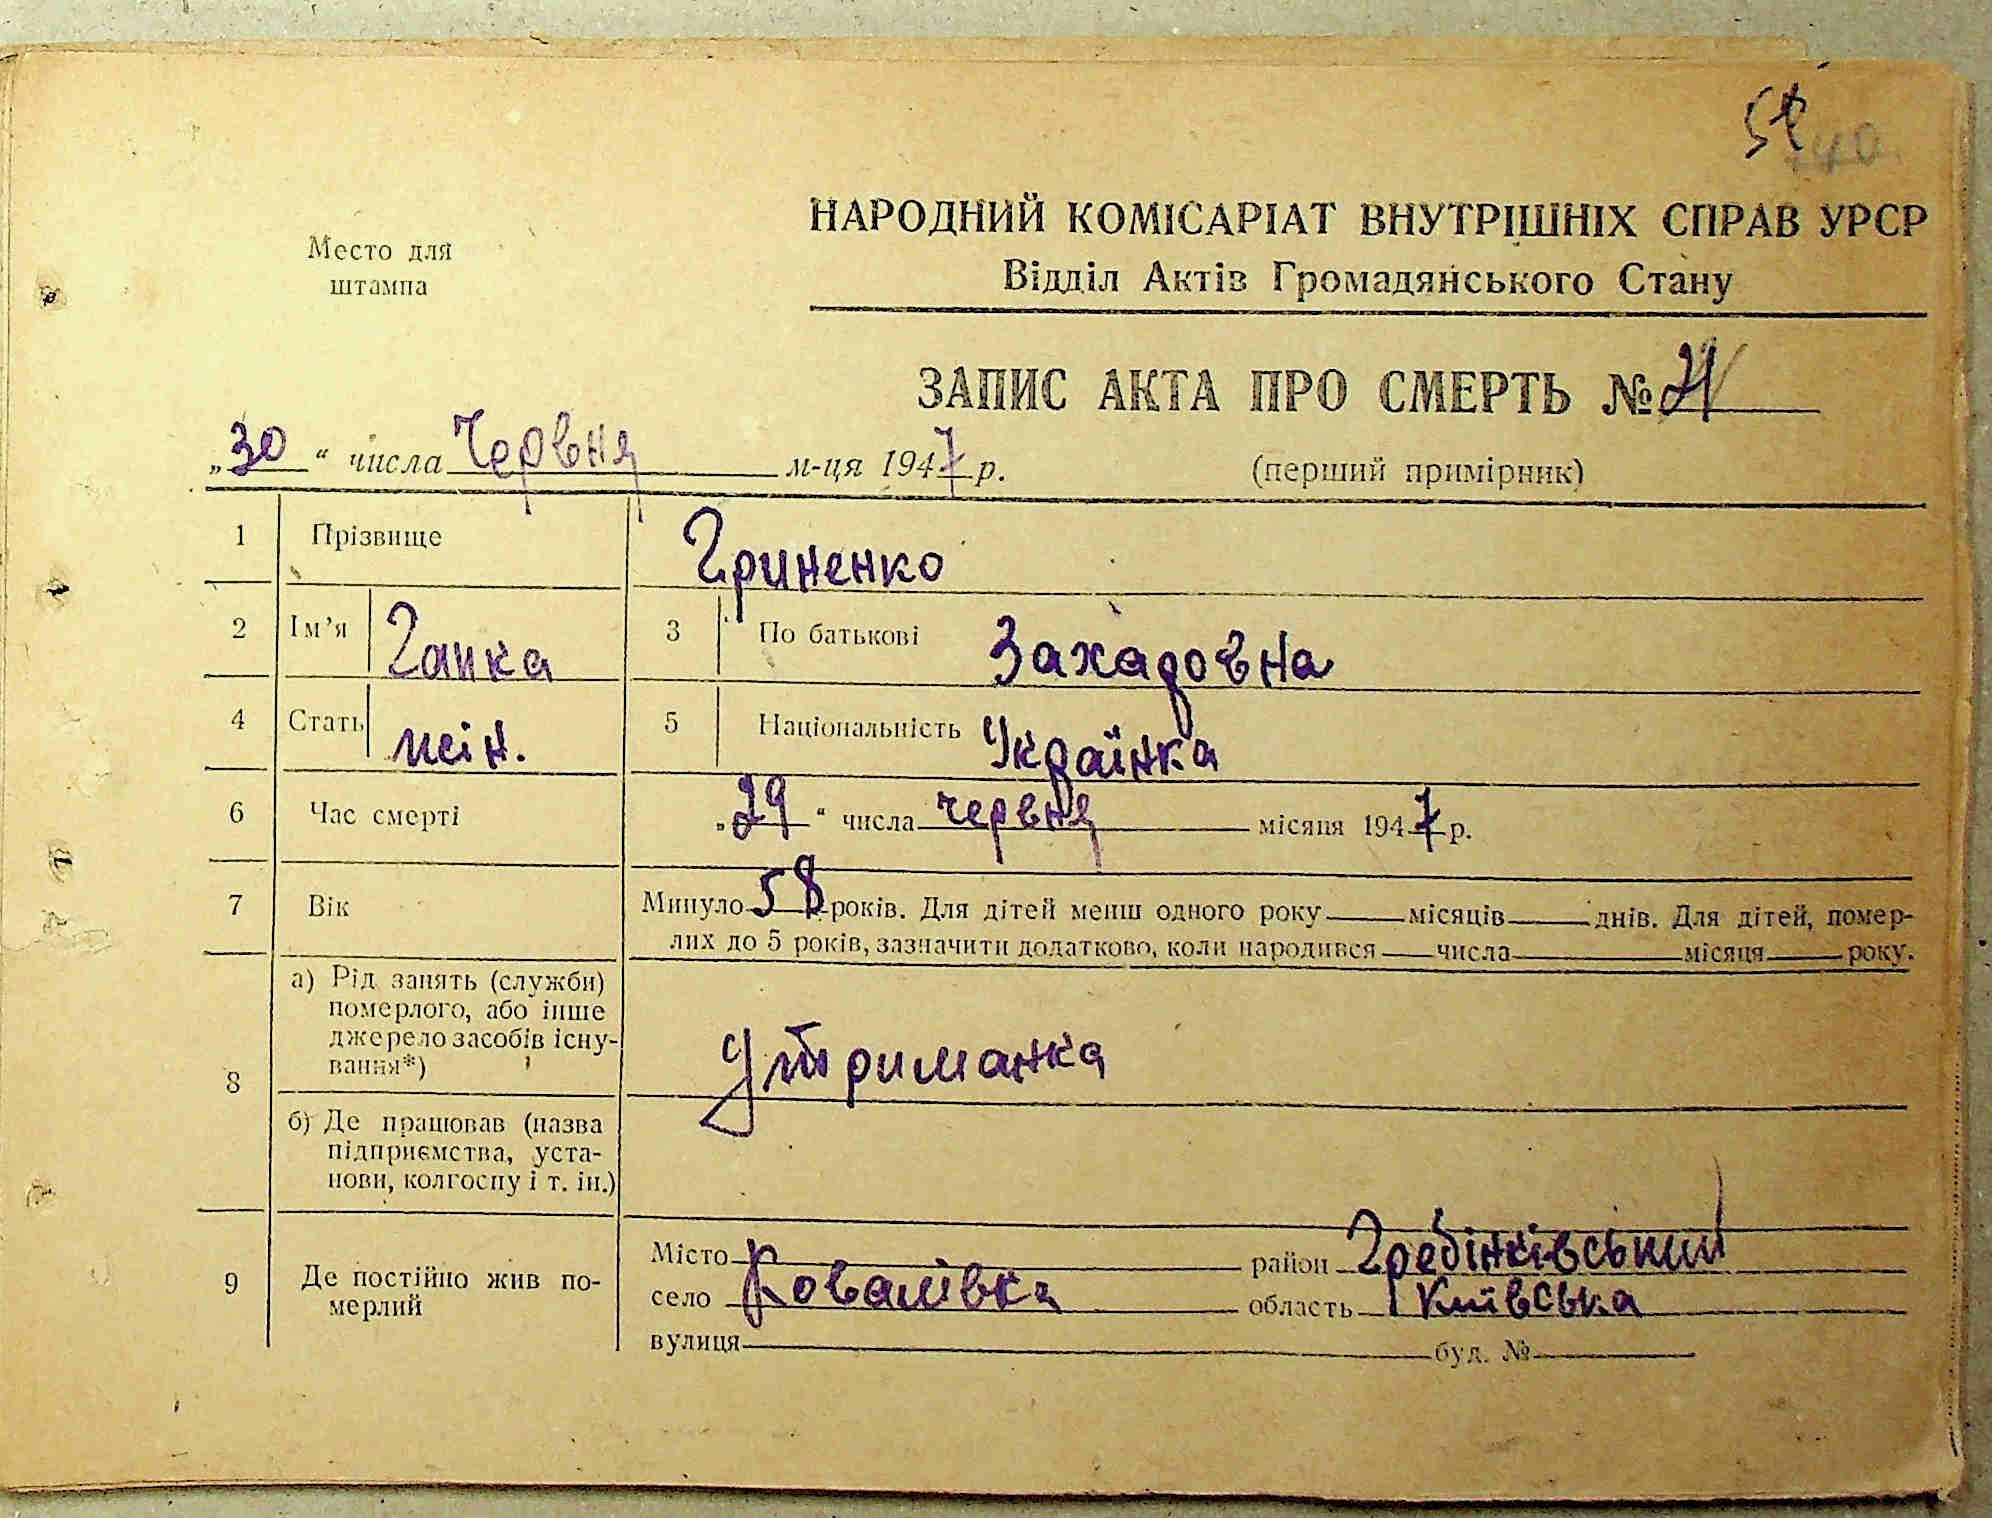 40.
НАРОДНИЙ КОМІСАРІАТ ВНУТРІШНІХ СПРАВ УРСР
Место для
штампа
Відділ Актів Громадянського Стану
ЗАПИС АКТА ПРО СМЕРТЬ №
„30“ числа Червня м-ця 1947 р.
(перший примірник)
1 Прізвище Гриненко
2 Ім’я Ганка 3 По батькові Захаровна
4 Стать жін. 5 Національність Українка
6 Час смерті „29“ числа червня місяця 1947 р.
7 Вік Минуло 58 років. Для дітей менш одного року місяців днів. Для дітей, помер-
лих до 5 років, зазначити додатково, коли народився числа місяця року.
8 а) Рід занять (служби)
померлого, або інше
джерело засобів існу-
вання*)
Утриманка
б) Де працював (назва
підприємства, уста-
нови, колгоспу і т. ін.)
9 Де постійно жив по-
мерлий
Місто район Гребінківський
село Ковалівка область Київська
вулиця буд. №